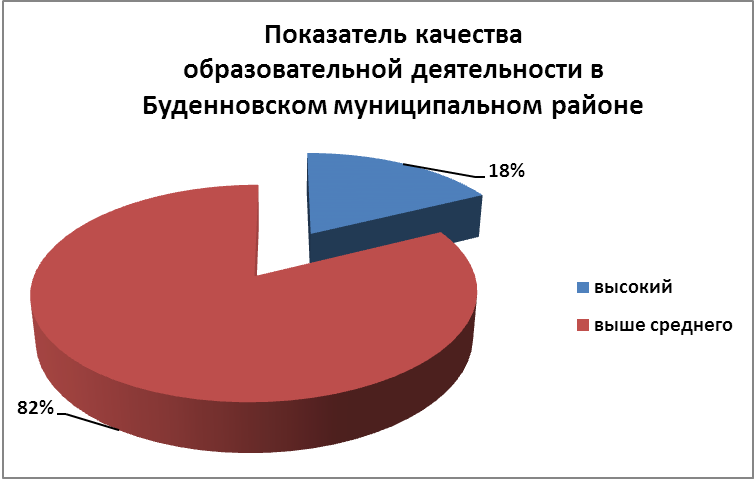 Показатель качества
образовательной деятельности в
Буденновском муниципальном районе
18%
высокий
выше среднего
82%